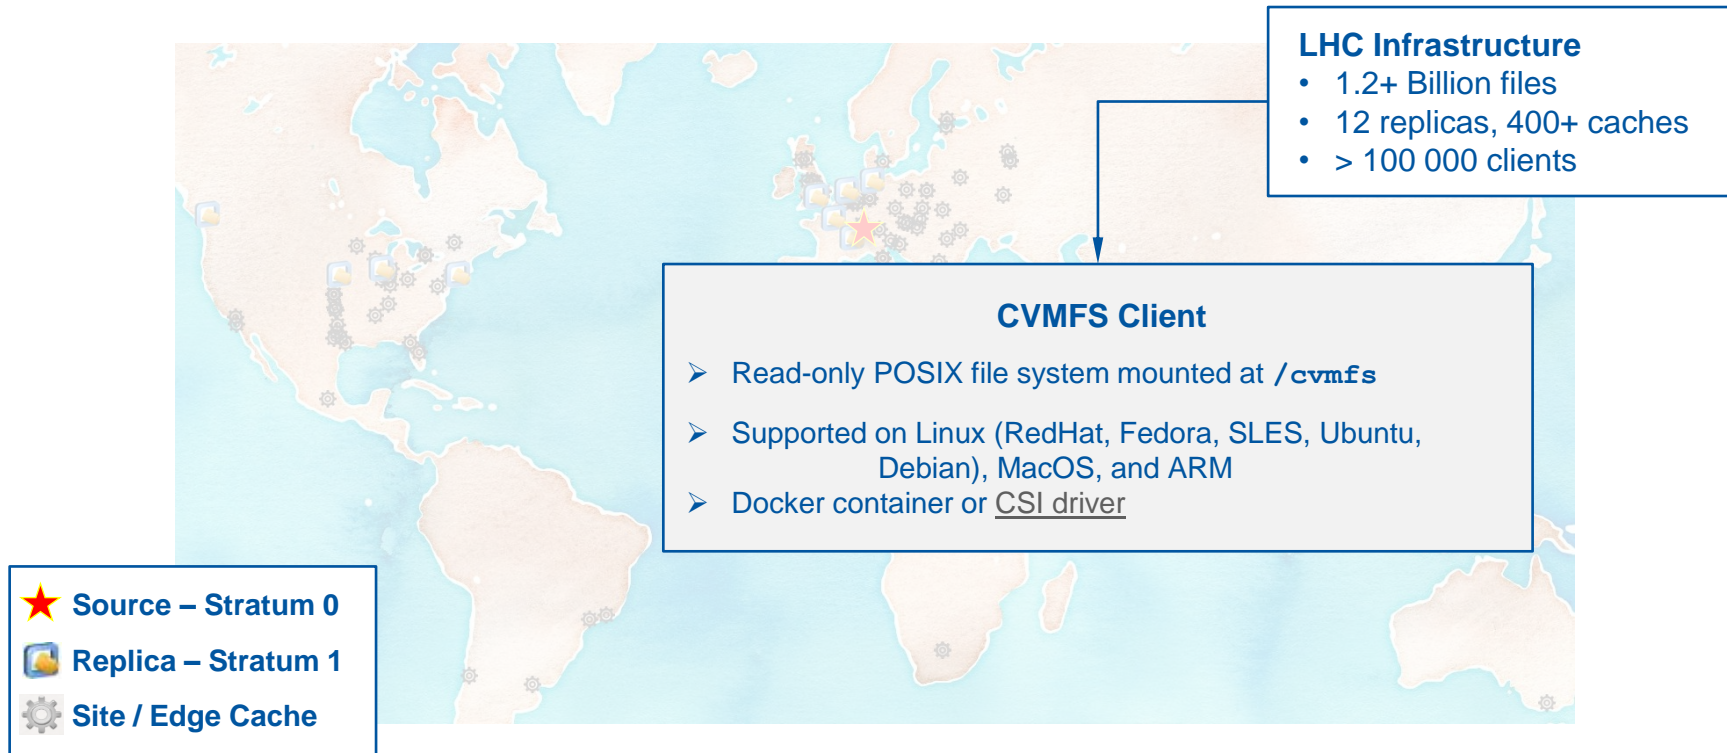 LHC Infrastructure
• 1.2+ Billion files
• 12 replicas, 400+ caches
• > 100 000 clients
CVMFS Client
➢ Read-only POSIX file system mounted at /cvmfs
➢ Supported on Linux (RedHat, Fedora, SLES, Ubuntu,
Debian), MacOS, and ARM
➢ Docker container or CSI driver
Source – Stratum 0
Replica – Stratum 1
Site / Edge Cache